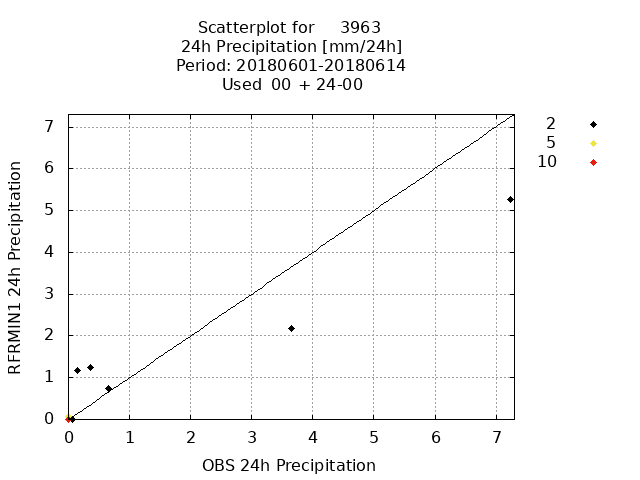 Scatterplot for 3963
24h Precipitation [mm/24h]
Period: 20180601-20180614
Used 00 + 24-00
2
5
10
7
6
5
4
3
2
1
0
RFRMIN1 24h Precipitation
0 1 2 3 4 5 6 7
OBS 24h Precipitation